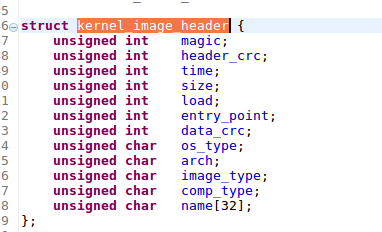 5
6 struct kernel_image_header {
7 unsigned int magic;
8 unsigned int header_crc;
9 unsigned int time;
0 unsigned int size;
1 unsigned int load;
2 unsigned int entry_point;
3 unsigned int data_crc;
4 unsigned char os_type;
5 unsigned char arch;
6 unsigned char image_type;
7 unsigned char comp_type;
8 unsigned char name[32];
9 };